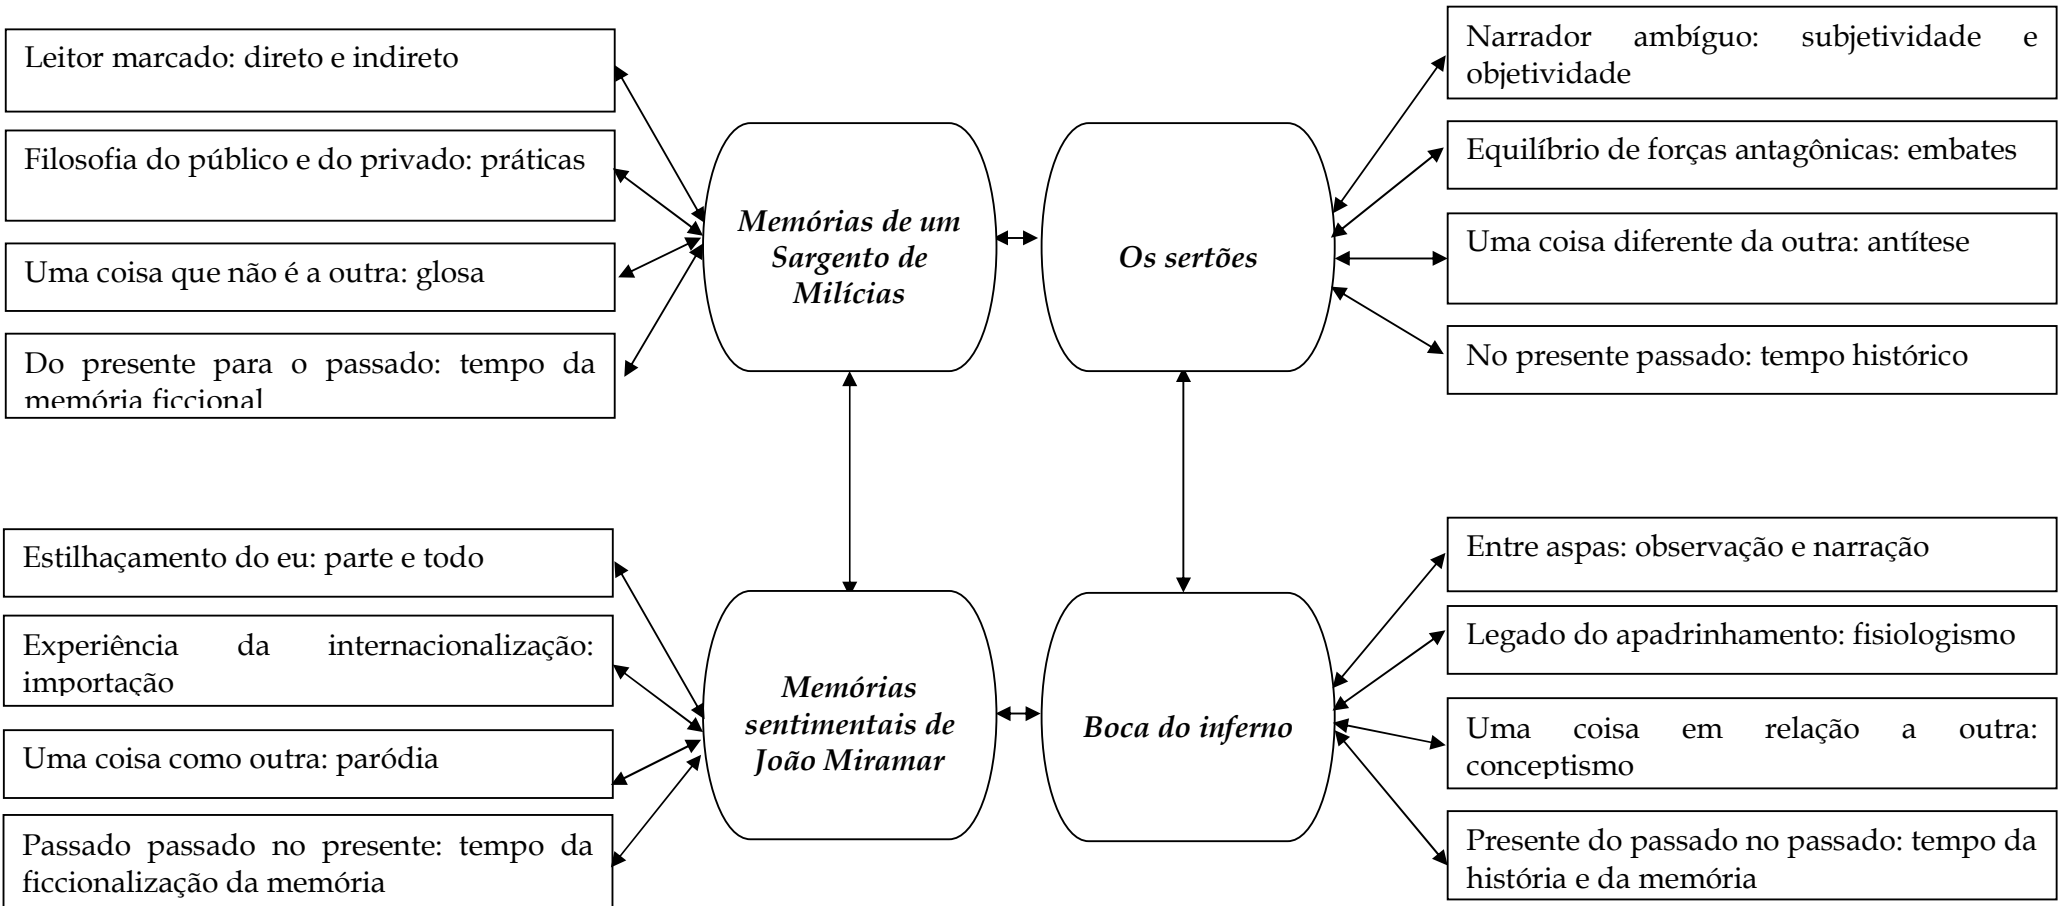 Leitor marcado: direto e indireto
Filosofia do público e do privado: práticas
Uma coisa que não é a outra: glosa
Do presente para o passado: tempo da
memória ficcional
Memórias de um
Sargento de
Milícias
Os sertões
Narrador ambíguo: subjetividade e
objetividade
Equilíbrio de forças antagônicas: embates
Uma coisa diferente da outra: antítese
No presente passado: tempo histórico
Estilhaçamento do eu: parte e todo
Experiência da internacionalização:
importação
Uma coisa como outra: paródia
Passado passado no presente: tempo da
ficcionalização da memória
Memórias
sentimentais de
João Miramar
Boca do inferno
Entre aspas: observação e narração
Legado do apadrinhamento: fisiologismo
Uma coisa em relação a outra:
conceptismo
Presente do passado no passado: tempo da
história e da memória